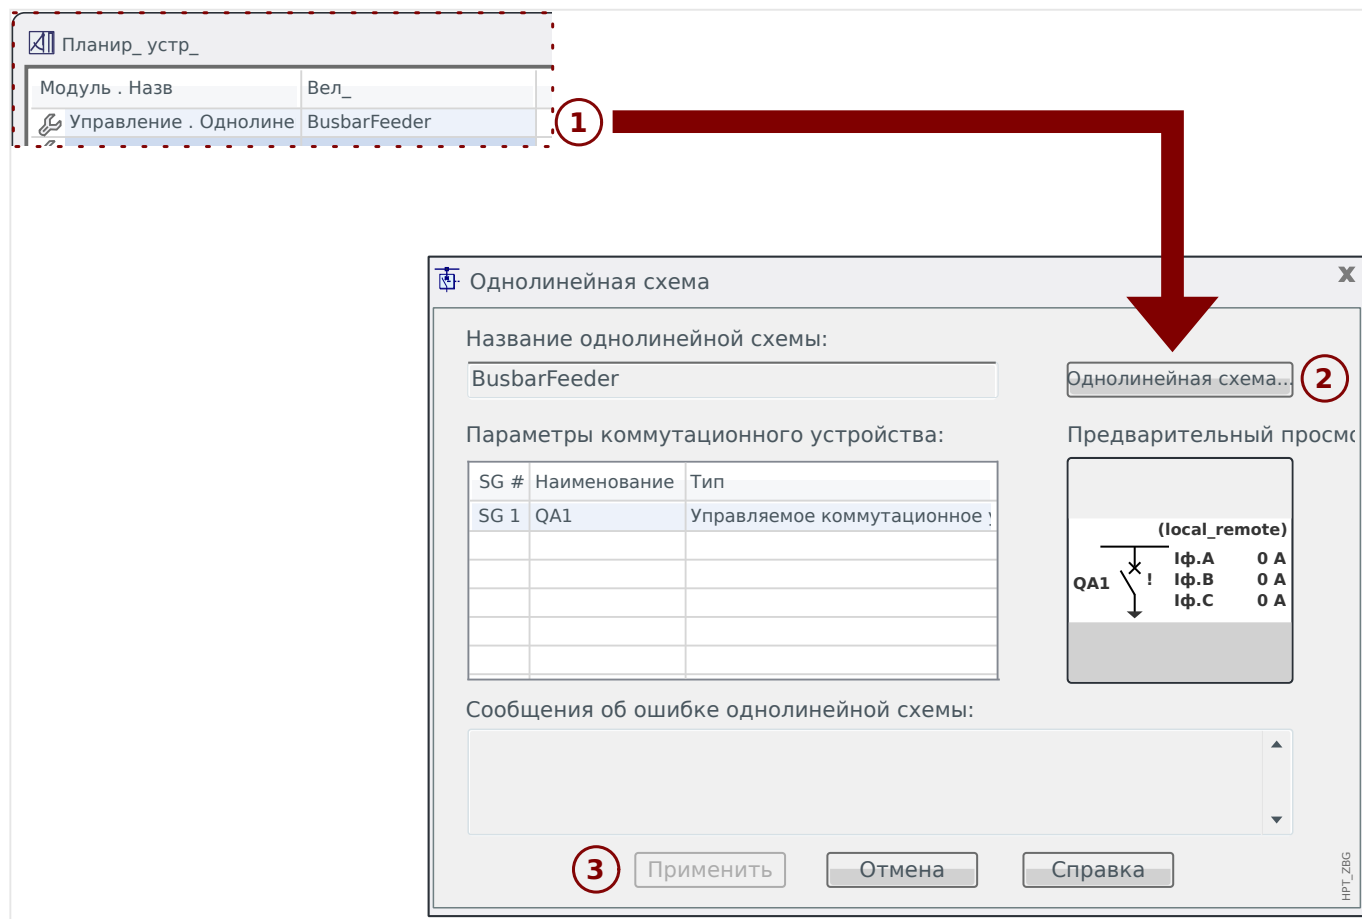 Планир_ устр_
Модуль . Назв Вел_
Управление . Однолине BusbarFeeder
1
Однолинейная схема X
Название однолинейной схемы:
BusbarFeeder Однолинейная схема... 2
Параметры коммутационного устройства: Предварительный просмо
SG # Наименование Тип
SG 1 QA1 Управляемое коммутационное
(local_remote)
Iф.A 0 A
QA1 ! Iф.B 0 A
Iф.C 0 A
Сообщения об ошибке однолинейной схемы:
3 Применить Отмена Справка
HPT_ZBG